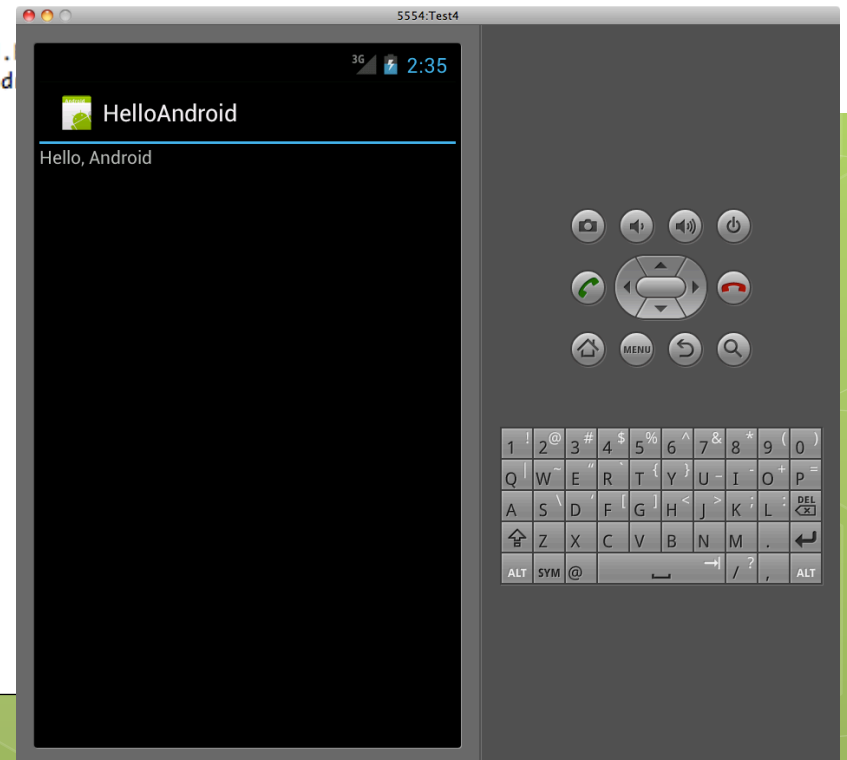 5554:Test4
3G 2:35
HelloAndroid
Hello, Android
MENU
1 ! 2 @ 3 # 4 $ 5 % 6 ^ 7 & 8 * 9 ( 0 )
Q | W ~ E " R ` T { Y } U _ I - O + P =
A S \ D ' F [ G ] H < J > K ; L : DEL
Z X C V B N M .
ALT SYM @ / ? , ALT